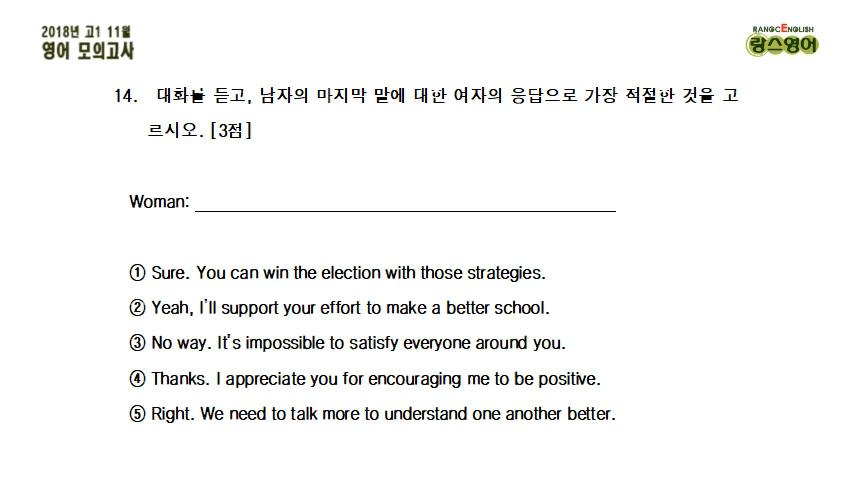 2018년 고1 11월
영어 모의고사
RANGCENGLISH
랑스영어
14. 대화를 듣고, 남자의 마지막 말에 대한 여자의 응답으로 가장 적절한 것을 고
르시오. [3점]
Woman:
① Sure. You can win the election with those strategies.
② Yeah, I'll support your effort to make a better school.
③ No way. It's impossible to satisfy everyone around you.
④ Thanks. I appreciate you for encouraging me to be positive.
⑤ Right. We need to talk more to understand one another better.